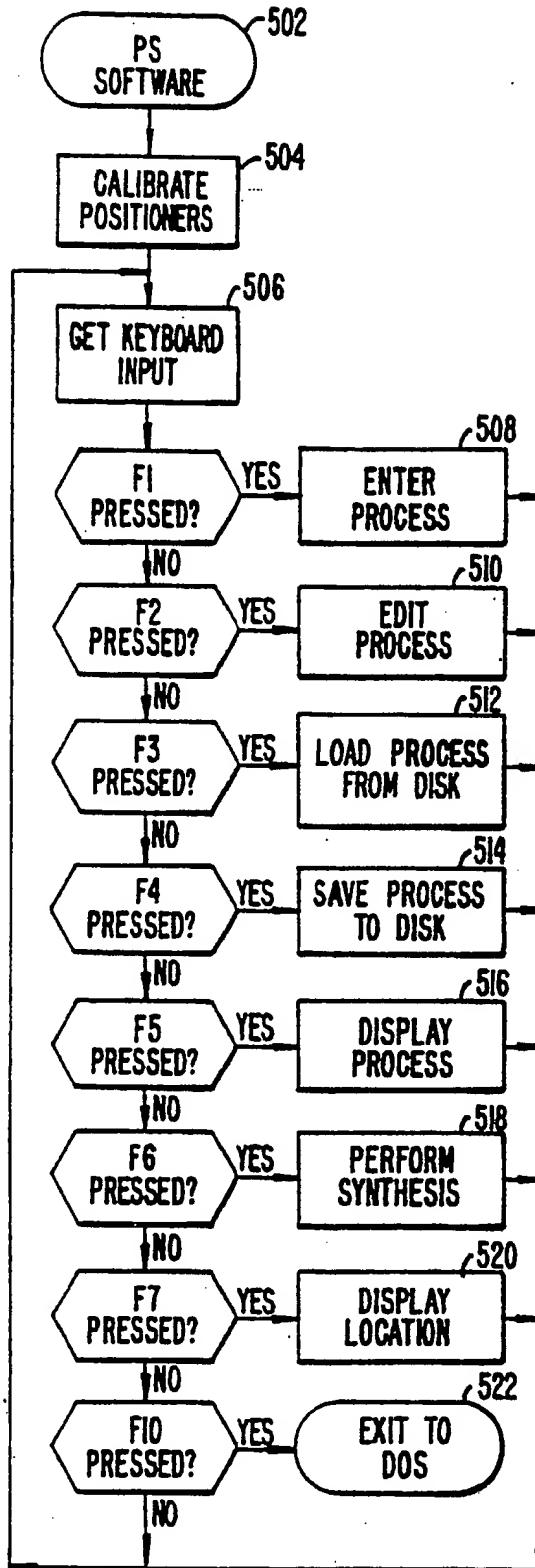 502
PS
SOFTWARE
504
CALIBRATE
POSITIONERS
506
GET KEYBOARD
INPUT
508
F1
PRESSED?
YES
ENTER
PROCESS
NO
510
F2
PRESSED?
YES
EDIT
PROCESS
NO
512
F3
PRESSED?
YES
LOAD PROCESS
FROM DISK
NO
514
F4
PRESSED?
YES
SAVE PROCESS
TO DISK
NO
516
F5
PRESSED?
YES
DISPLAY
PROCESS
NO
518
F6
PRESSED?
YES
PERFORM
SYNTHESIS
NO
520
F7
PRESSED?
YES
DISPLAY
LOCATION
NO
522
F10
PRESSED?
YES
EXIT TO
DOS
NO